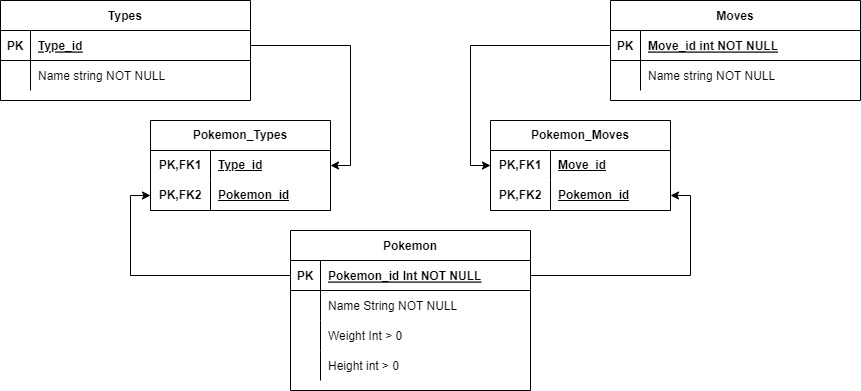 Types
PK Type_id
Name string NOT NULL
Moves
PK Move_id int NOT NULL
Name string NOT NULL
Pokemon_Types
PK,FK1 Type_id
PK,FK2 Pokemon_id
Pokemon_Moves
PK,FK1 Move_id
PK,FK2 Pokemon_id
Pokemon
PK Pokemon_id Int NOT NULL
Name String NOT NULL
Weight Int > 0
Height int > 0